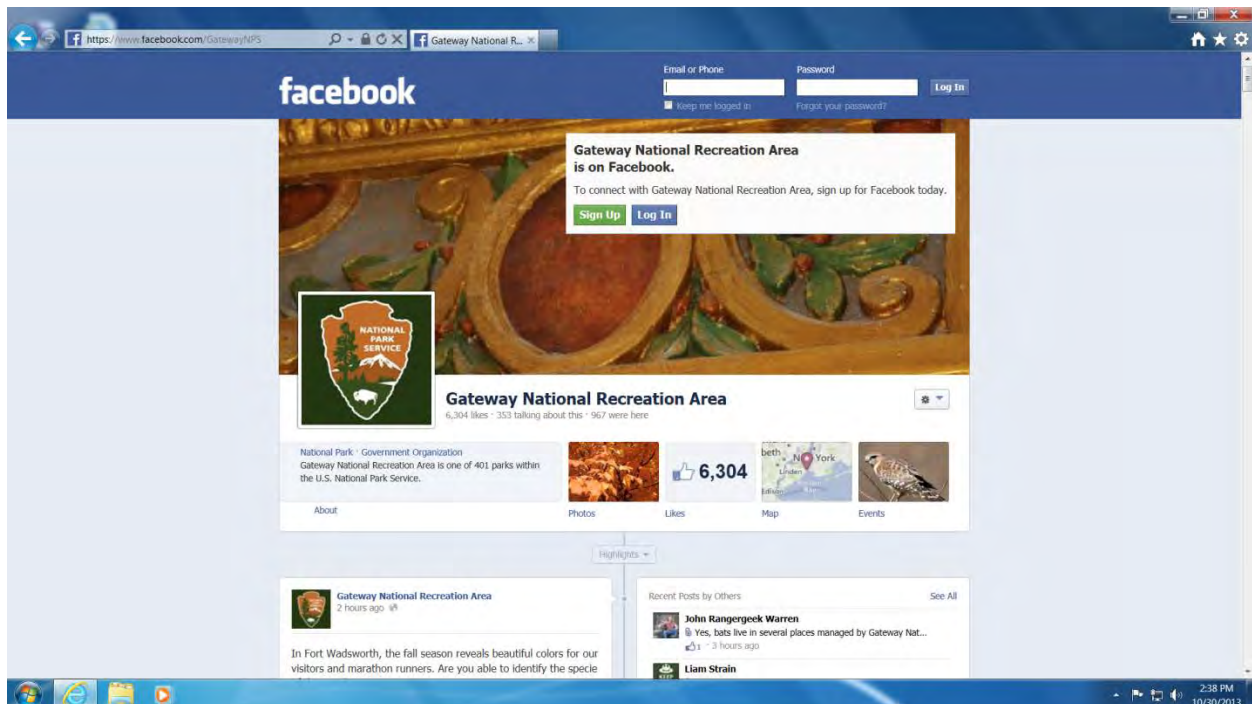 https://www.facebook.com/GatewayNPS
Gateway National R...
facebook
Email or Phone
Password
Log In
Keep me logged in
Forgot your password?
Gateway National Recreation Area
is on Facebook.
To connect with Gateway National Recreation Area, sign up for Facebook today.
Sign Up
Log In
NATIONAL
PARK
SERVICE
Gateway National Recreation Area
6,304 likes · 353 talking about this · 967 were here
National Park · Government Organization
Gateway National Recreation Area is one of 401 parks within
the U.S. National Park Service.
About
6,304
beth
New York
Linden
Edison
Photos
Likes
Map
Events
Highlights
Gateway National Recreation Area
2 hours ago
In Fort Wadsworth, the fall season reveals beautiful colors for our
visitors and marathon runners. Are you able to identify the specie
Recent Posts by Others
See All
John Rangergeek Warren
Yes, bats live in several places managed by Gateway Nat...
1 · 3 hours ago
Liam Strain
KEEP
2:38 PM
10/30/2013